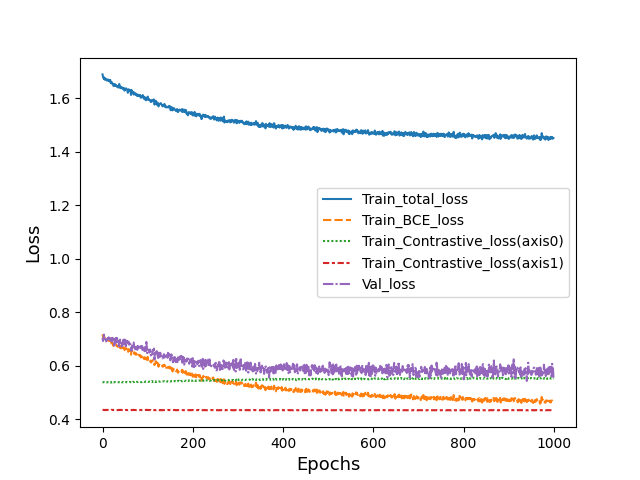 1.6
1.4
1.2
1.0
0.8
0.6
0.4
Loss
Train_total_loss
Train_BCE_loss
Train_Contrastive_loss(axis0)
Train_Contrastive_loss(axis1)
Val_loss
0 200 400 600 800 1000
Epochs